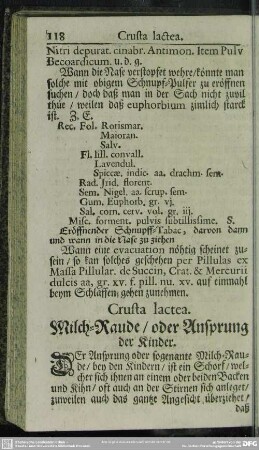 118 Crusta lactea.
Nitri depurat. cinabr. Antimon. Item Pulv
Becoardicum. u. d. g.
Wann die Nase verstopfet wehre/könnte man
solche mit obigem Schnupf-Pulfer zu eröffnen
suchen/ doch daß man in der Sach nicht zuvil
thüe/ weilen daß euphorbium zimlich starck
ist. Z. E.
Rec. Fol. Rorismar.
Maioran.
Salv.
Fl. lill. convall.
Lavendul.
Spiccæ, indic. aa. drachm. sem.
Rad. Irid. florent.
Sem. Nigel. aa. scrup. sem.
Gum, Euphorb, gr. vj.
Sal. corn. cerv. vol. gr. iij.
Misc. forment, pulvis subtilissime. S.
Eröffnender Schnupff-Tabac, darvon dann
und wann in die Nase zu ziehen
Wann eine evacuation nöhtig scheinet zu-
sein/ so kan solches geschehen per Pillulas ex
Massa Pillular. de Succin, Crat. & Mercurii
dulcis aa, gr. xv. f. pill. nu. xv. auf einmahl
beym Schlaffen: gehen zunehmen.
Crusta lactea.
Milch-Raude/ oder Ansprung
der Kinder.
DEr Ansprung oder sogenante Milch-Rau-
de/ bey den Kindern/ ist ein Schorf/ wel-
cher sich ihnen an einem oder beiden Backen
und Kihn/ oft auch an der Stirnen sich anleget/
zuweilen auch das gantze Angesicht überziehet/
daß